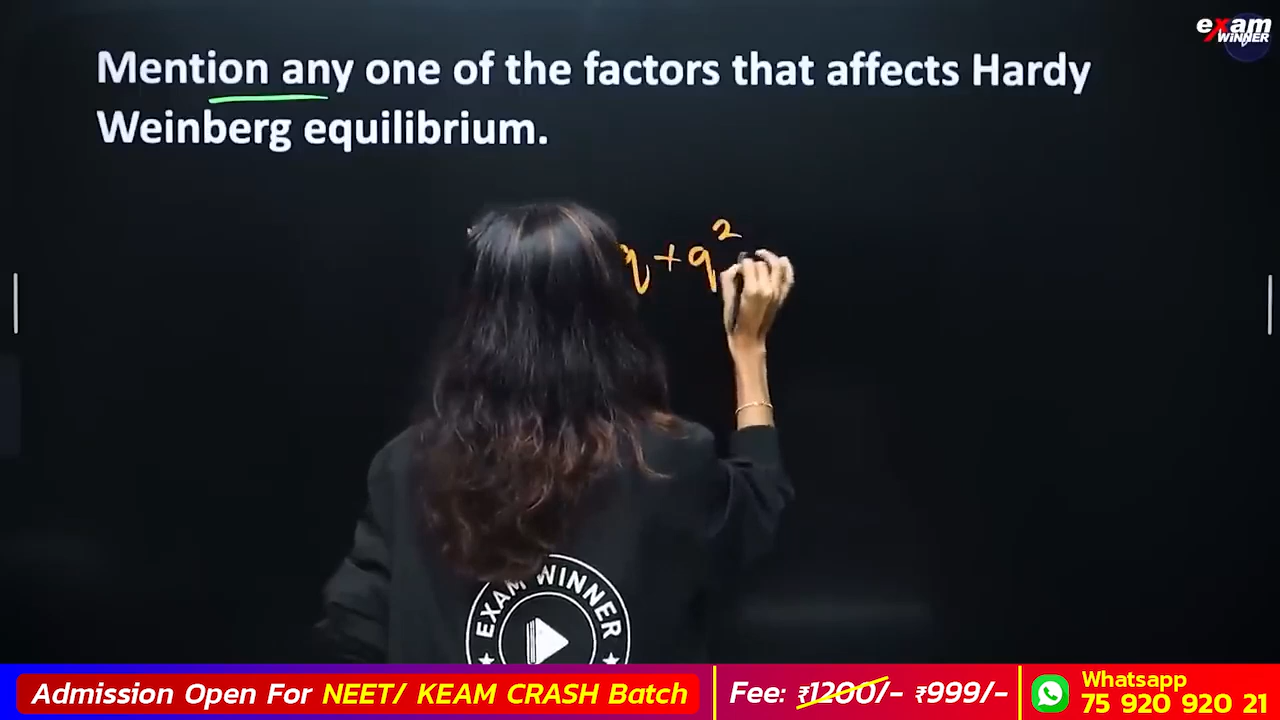 exam
WINNER
Mention any one of the factors that affects Hardy
Weinberg equilibrium.
q + q²
EXAM WINNER
Admission Open For NEET/ KEAM CRASH Batch
Fee: ₹1200/- ₹999/-
Whatsapp
75 920 920 21